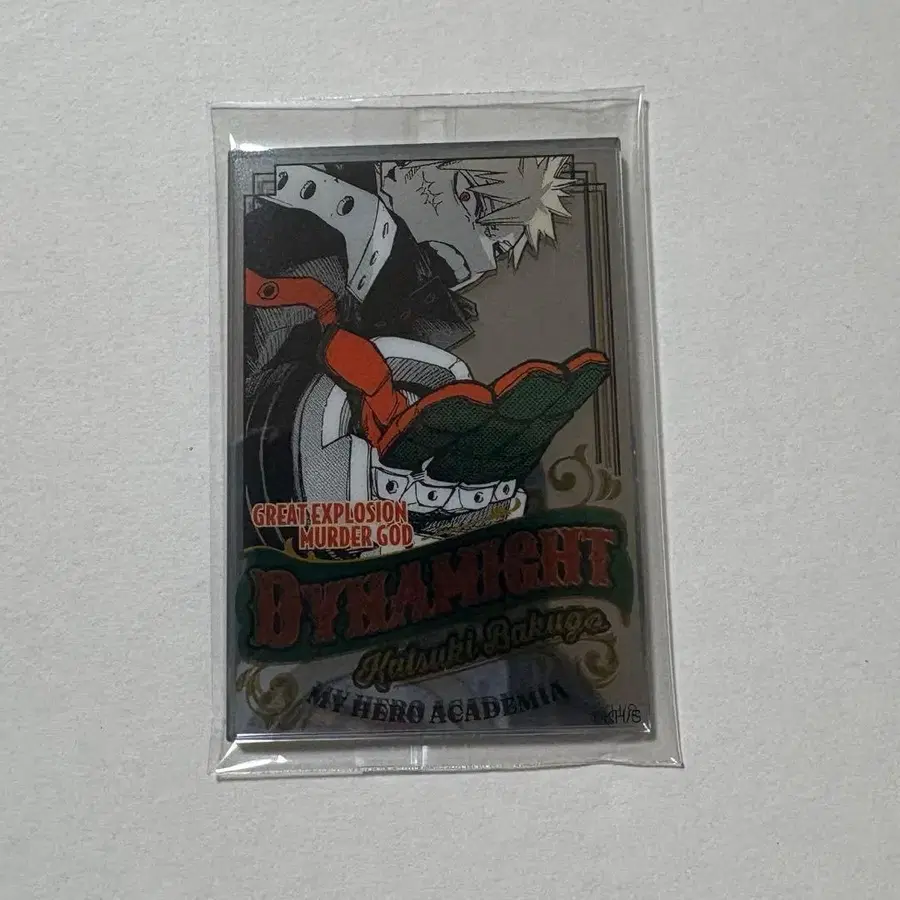 GREAT EXPLOSION
MURDER GOD
DYNAMIGHT
Katsuki Bakugo
MY HERO ACADEMIA